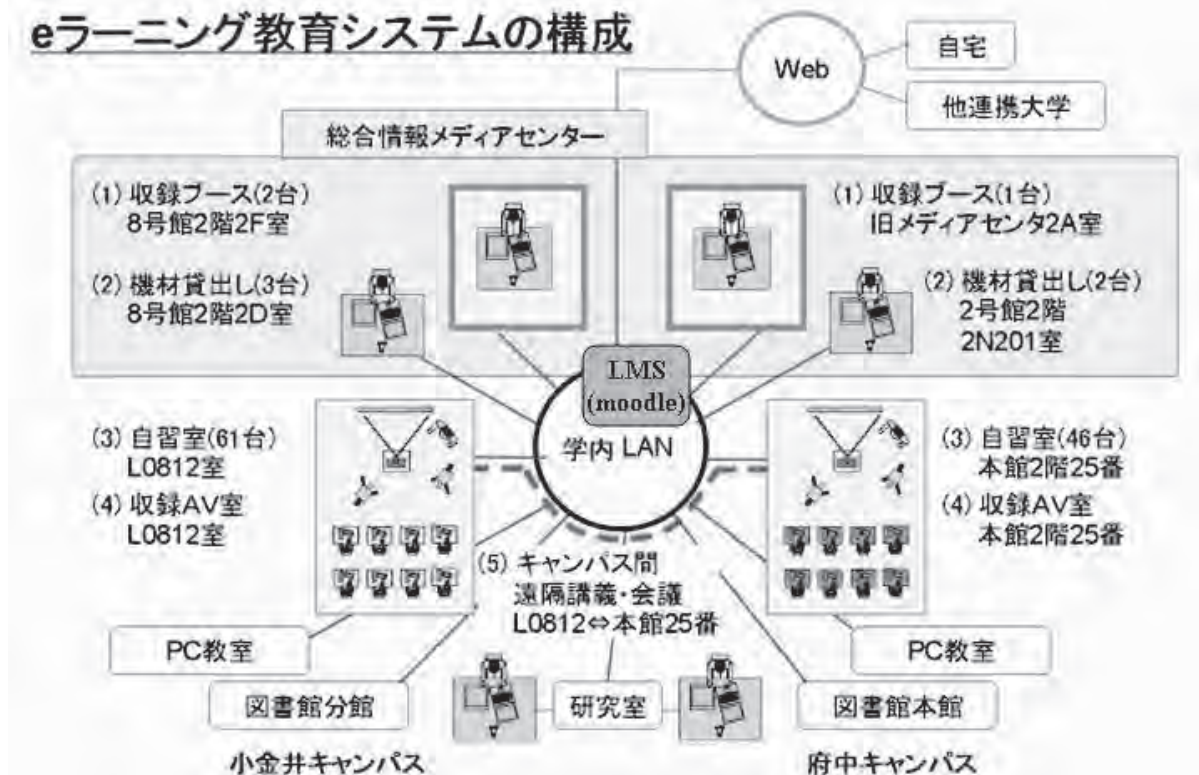 eラーニング教育システムの構成
Web
自宅
他連携大学
総合情報メディアセンター
(1) 収録ブース(2台)
8号館2階2F室
(2) 機材貸出し(3台)
8号館2階2D室
(1) 収録ブース(1台)
旧メディアセンタ2A室
(2) 機材貸出し(2台)
2号館2階
2N201室
LMS
(moodle)
学内 LAN
(3) 自習室(61台)
L0812室
(4) 収録AV室
L0812室
(3) 自習室(46台)
本館2階25番
(4) 収録AV室
本館2階25番
(5) キャンパス間
遠隔講義・会議
L0812⇔本館25番
PC教室
PC教室
図書館分館
研究室
図書館本館
小金井キャンパス
府中キャンパス